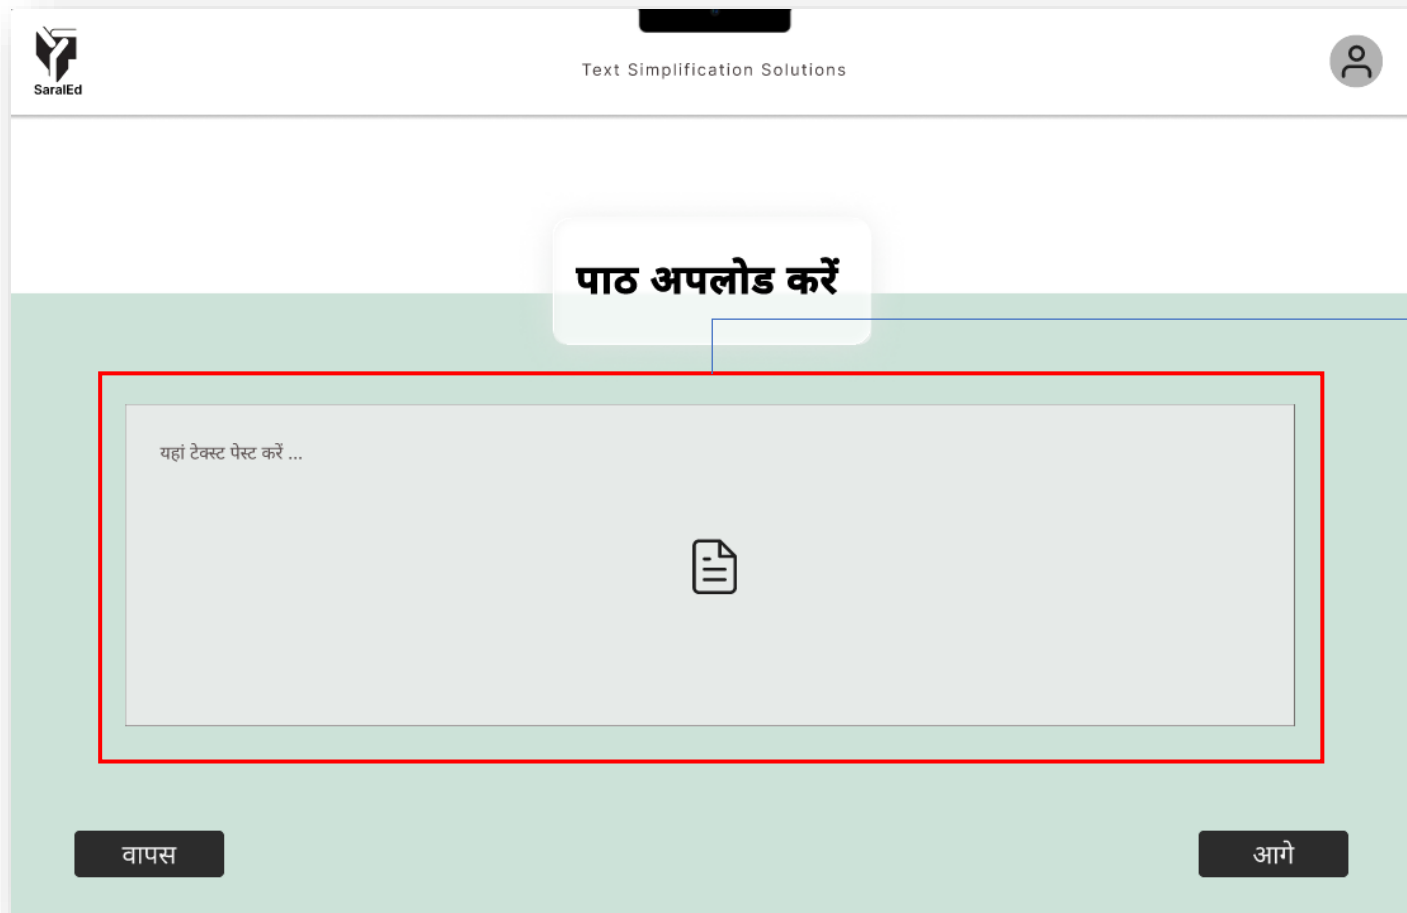 SaralEd
Text Simplification Solutions
पाठ अपलोड करें
यहां टेक्स्ट पेस्ट करें ...
वापस
आगे